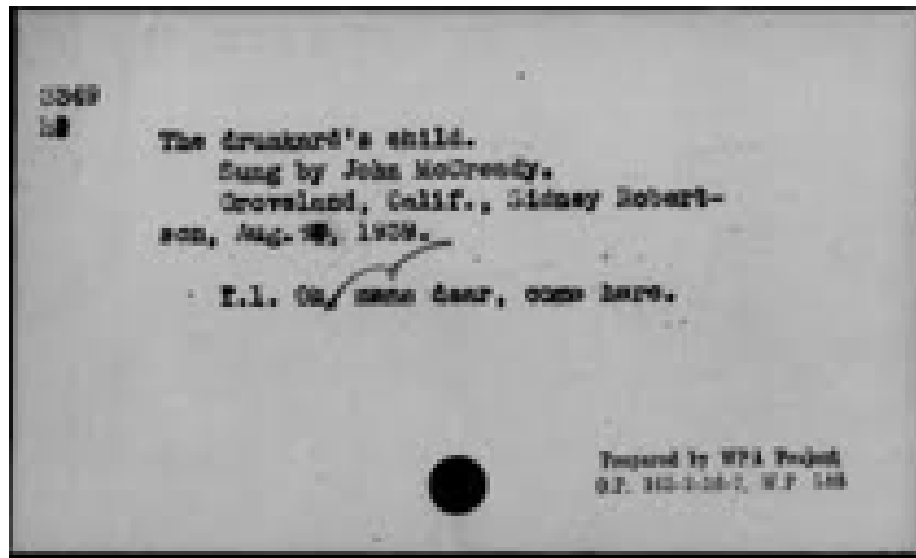 3349
The drunkard's child.
Sung by John McCready.
Groveland, Calif., Sidney Robert-
son, Aug. 1939.
F.l. Oh, dear, come here.
Prepared by WPA Project
O.P.